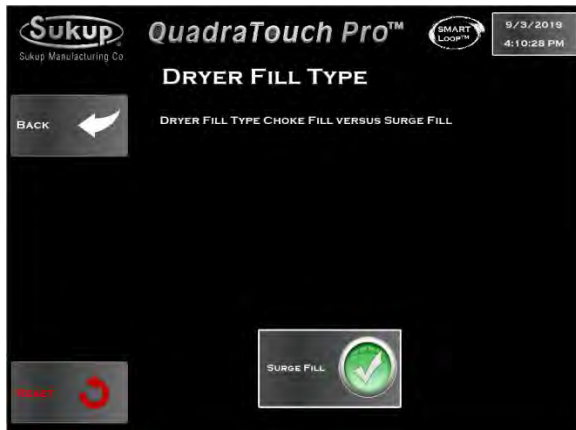 Sukup
Sukup Manufacturing Co.
QuadraTouch Pro™
SMART
LOOP™
9/3/2019
4:10:28 PM
DRYER FILL TYPE
BACK
DRYER FILL TYPE CHOKE FILL VERSUS SURGE FILL
SURGE FILL
RESET